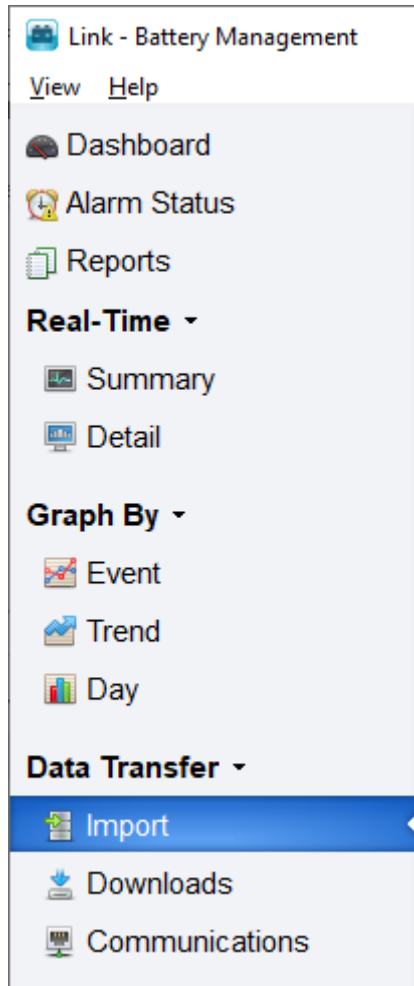 Link - Battery Management
View Help
Dashboard
Alarm Status
Reports
Real-Time
Summary
Detail
Graph By
Event
Trend
Day
Data Transfer
Import
Downloads
Communications